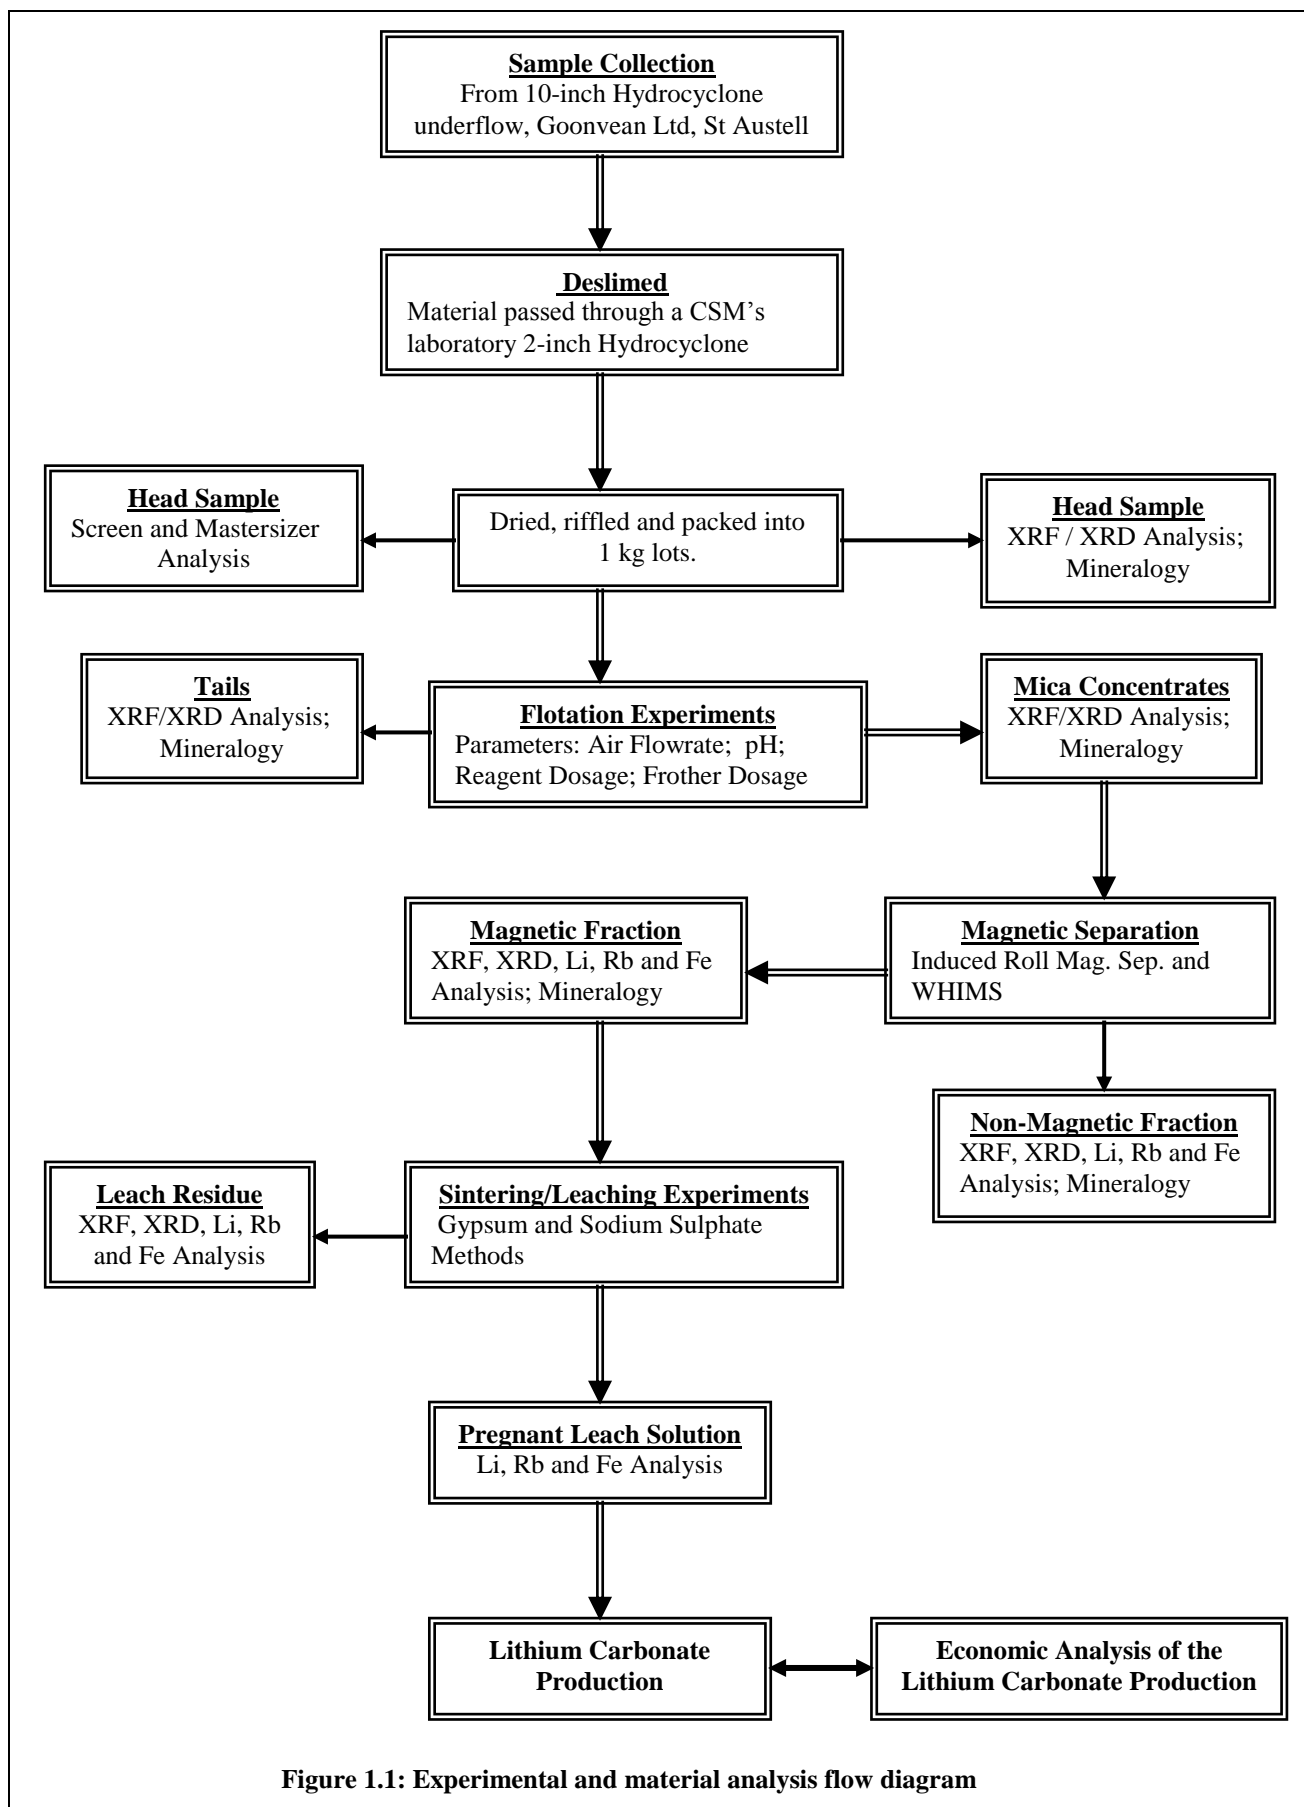 Sample Collection
From 10-inch Hydrocyclone
underflow, Goonvean Ltd, St Austell
Deslimed
Material passed through a CSM’s
laboratory 2-inch Hydrocyclone
Head Sample
Screen and Mastersizer
Analysis
Dried, riffled and packed into
1 kg lots.
Head Sample
XRF / XRD Analysis;
Mineralogy
Tails
XRF/XRD Analysis;
Mineralogy
Flotation Experiments
Parameters: Air Flowrate; pH;
Reagent Dosage; Frother Dosage
Mica Concentrates
XRF/XRD Analysis;
Mineralogy
Magnetic Fraction
XRF, XRD, Li, Rb and Fe
Analysis; Mineralogy
Magnetic Separation
Induced Roll Mag. Sep. and
WHIMS
Non-Magnetic Fraction
XRF, XRD, Li, Rb and Fe
Analysis; Mineralogy
Leach Residue
XRF, XRD, Li, Rb
and Fe Analysis
Sintering/Leaching Experiments
Gypsum and Sodium Sulphate
Methods
Pregnant Leach Solution
Li, Rb and Fe Analysis
Lithium Carbonate
Production
Economic Analysis of the
Lithium Carbonate Production
Figure 1.1: Experimental and material analysis flow diagram